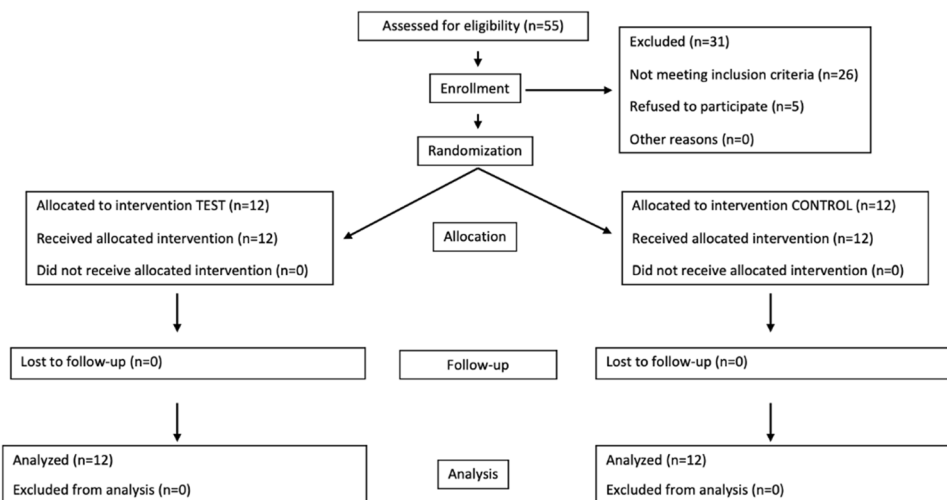 Assessed for eligibility (n=55)
Excluded (n=31)
Not meeting inclusion criteria (n=26)
Refused to participate (n=5)
Other reasons (n=0)
Enrollment
Randomization
Allocated to intervention TEST (n=12)
Received allocated intervention (n=12)
Did not receive allocated intervention (n=0)
Allocation
Allocated to intervention CONTROL (n=12)
Received allocated intervention (n=12)
Did not receive allocated intervention (n=0)
Lost to follow-up (n=0)
Follow-up
Lost to follow-up (n=0)
Analyzed (n=12)
Excluded from analysis (n=0)
Analysis
Analyzed (n=12)
Excluded from analysis (n=0)